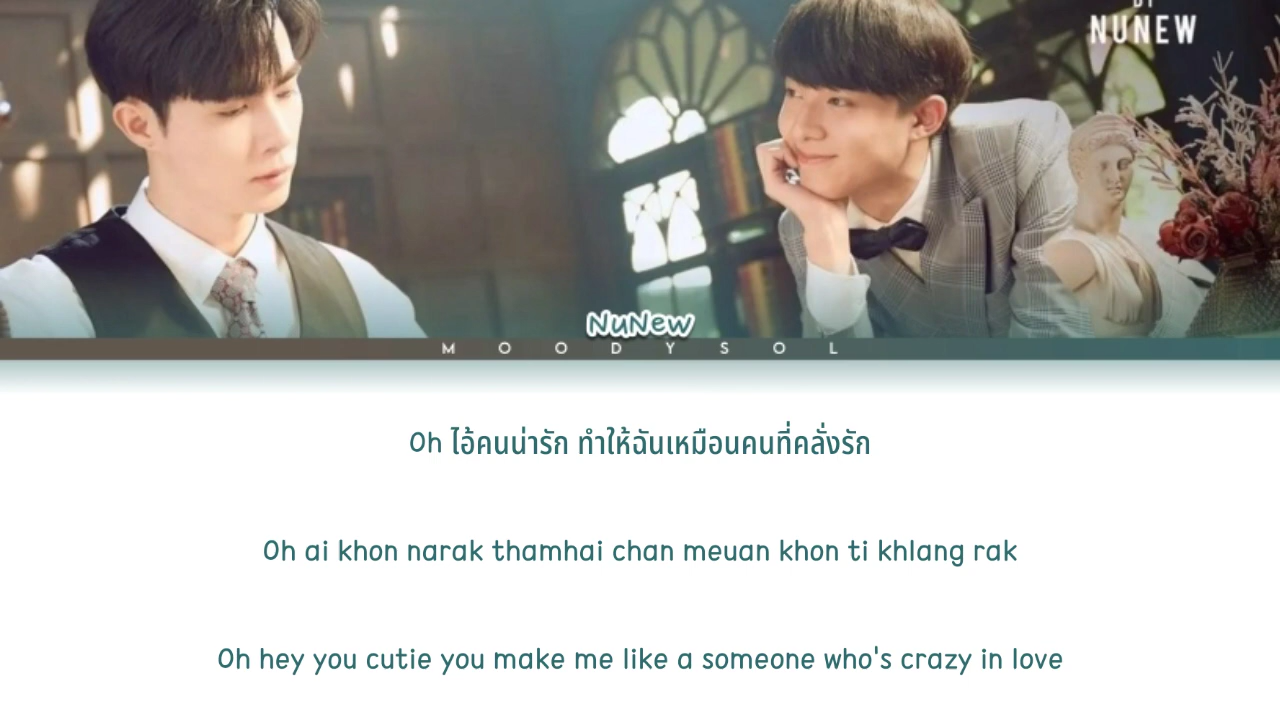 NUNEW
NuNew
MOODYSOL
Oh ไอ้คนน่ารัก ทำให้ฉันเหมือนคนที่คลั่งรัก
Oh ai khon narak thamhai chan meuan khon ti khlang rak
Oh hey you cutie you make me like a someone who's crazy in love